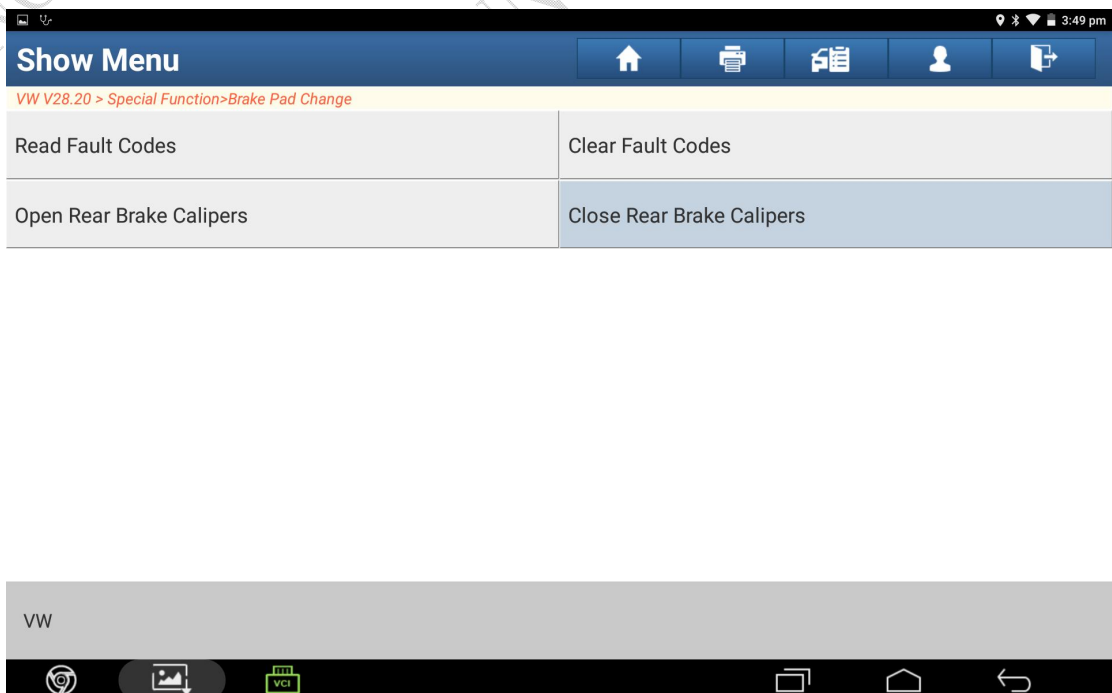 3:49 pm
Show Menu
VW V28.20 > Special Function>Brake Pad Change
Read Fault Codes
Clear Fault Codes
Open Rear Brake Calipers
Close Rear Brake Calipers
VW
VCI